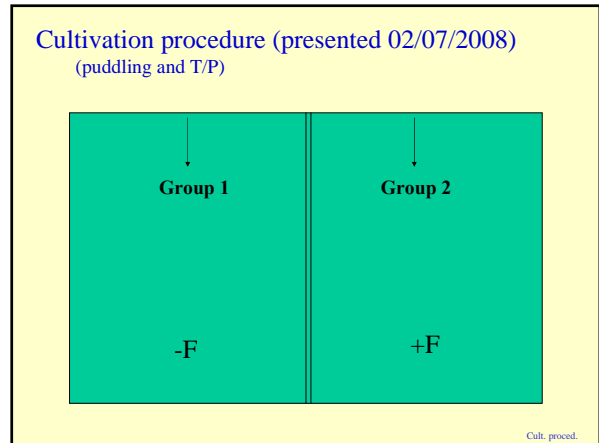 Cultivation procedure (presented 02/07/2008)
(puddling and T/P)
Group 1 Group 2
-F +F
Cult. proced.